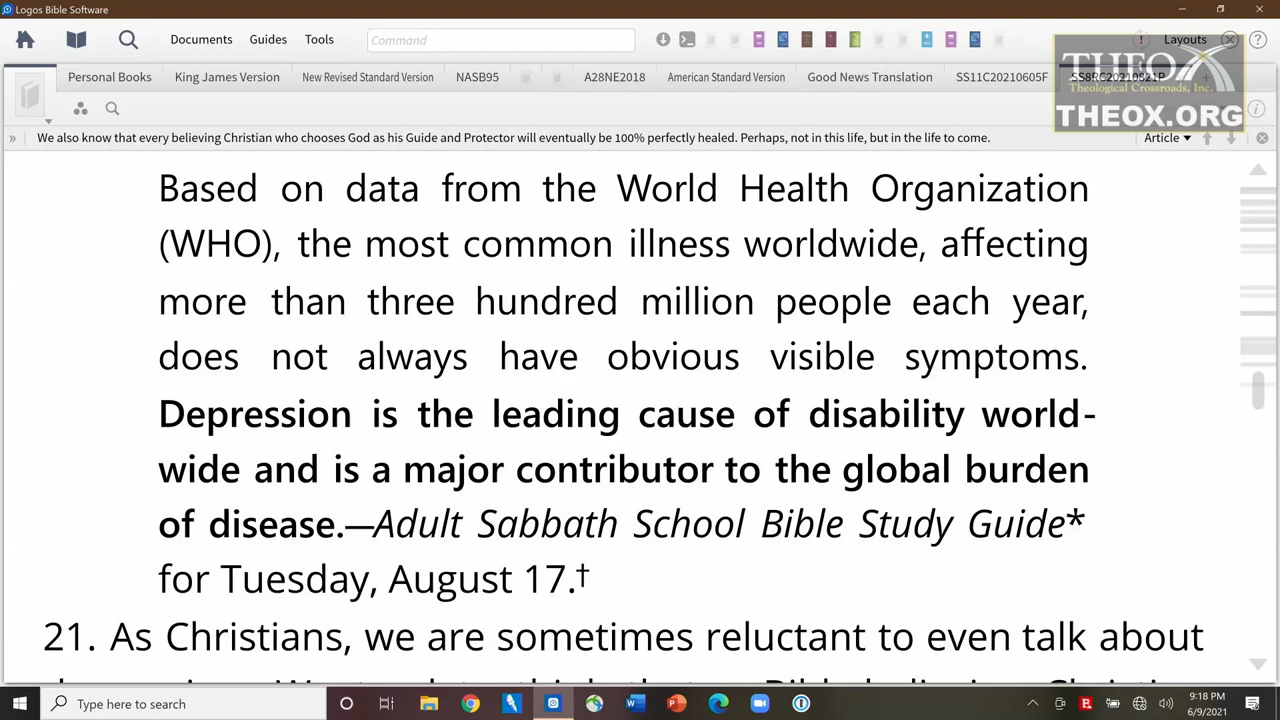 Logos Bible Software
Documents Guides Tools Command Layouts
Personal Books King James Version New Revised Standard Version NASB95 A28NE2018 American Standard Version Good News Translation SS11C20210605F SS8RC20210821P
THEOX
Theological Crossroads, Inc.
THEOX.ORG
We also know that every believing Christian who chooses God as his Guide and Protector will eventually be 100% perfectly healed. Perhaps, not in this life, but in the life to come. Article
Based on data from the World Health Organization
(WHO), the most common illness worldwide, affecting
more than three hundred million people each year,
does not always have obvious visible symptoms.
Depression is the leading cause of disability world-
wide and is a major contributor to the global burden
of disease.—Adult Sabbath School Bible Study Guide*
for Tuesday, August 17.†
21. As Christians, we are sometimes reluctant to even talk about
Type here to search
9:18 PM
6/9/2021